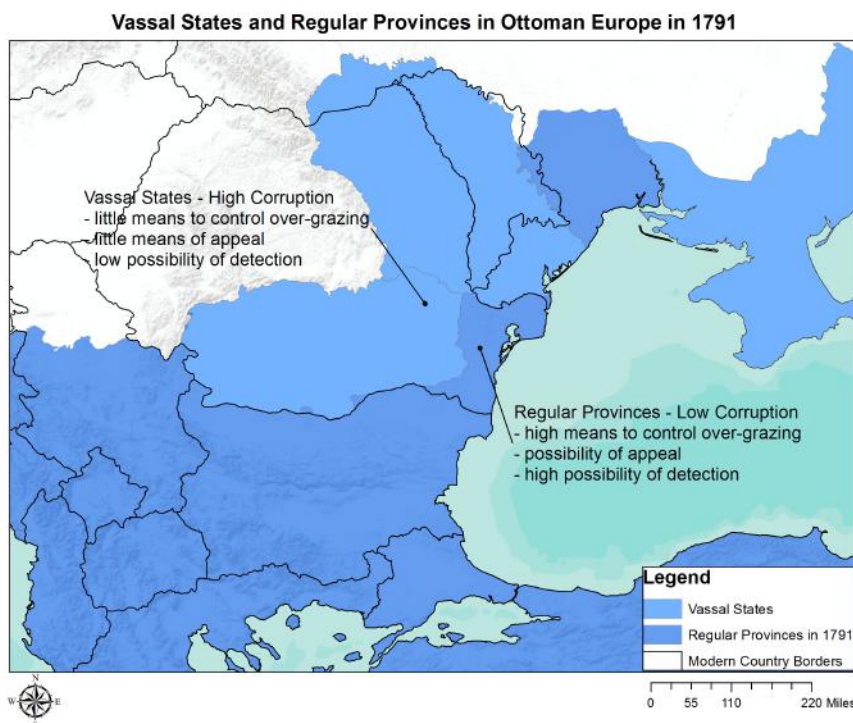 Vassal States and Regular Provinces in Ottoman Europe in 1791
Vassal States - High Corruption
- little means to control over-grazing
- little means of appeal
- low possibility of detection
Regular Provinces - Low Corruption
- high means to control over-grazing
- possibility of appeal
- high possibility of detection
Legend
Vassal States
Regular Provinces in 1791
Modern Country Borders
N
W E
S
0 55 110 220 Miles